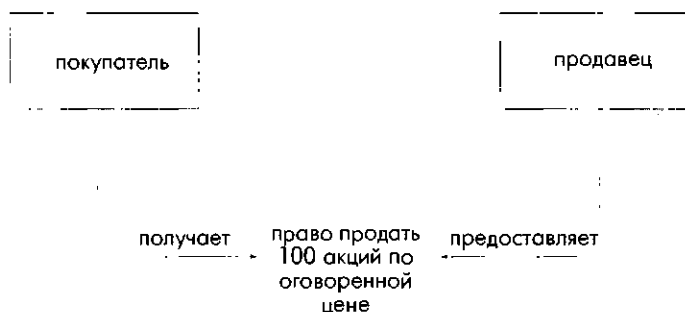 покупатель
продавец
получает
право продать
100 акций по
оговоренной
цене
предоставляет